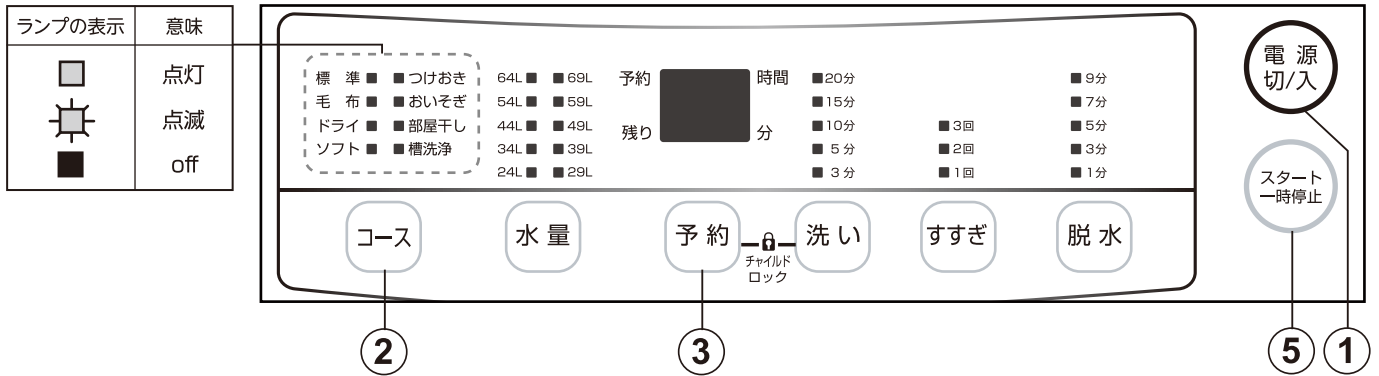 ランプの表示 意味
点灯
点滅
off
標準 つけおき
毛布 おいそぎ
ドライ 部屋干し
ソフト 槽洗浄
64L 69L
54L 59L
44L 49L
34L 39L
24L 29L
予約 時間
残り 分
20分
15分
10分
5分
3分
3回
2回
1回
9分
7分
5分
3分
1分
電源
切/入
スタート
一時停止
コース
水量
予約
チャイルド
ロック
洗い
すすぎ
脱水
2
3
5
1